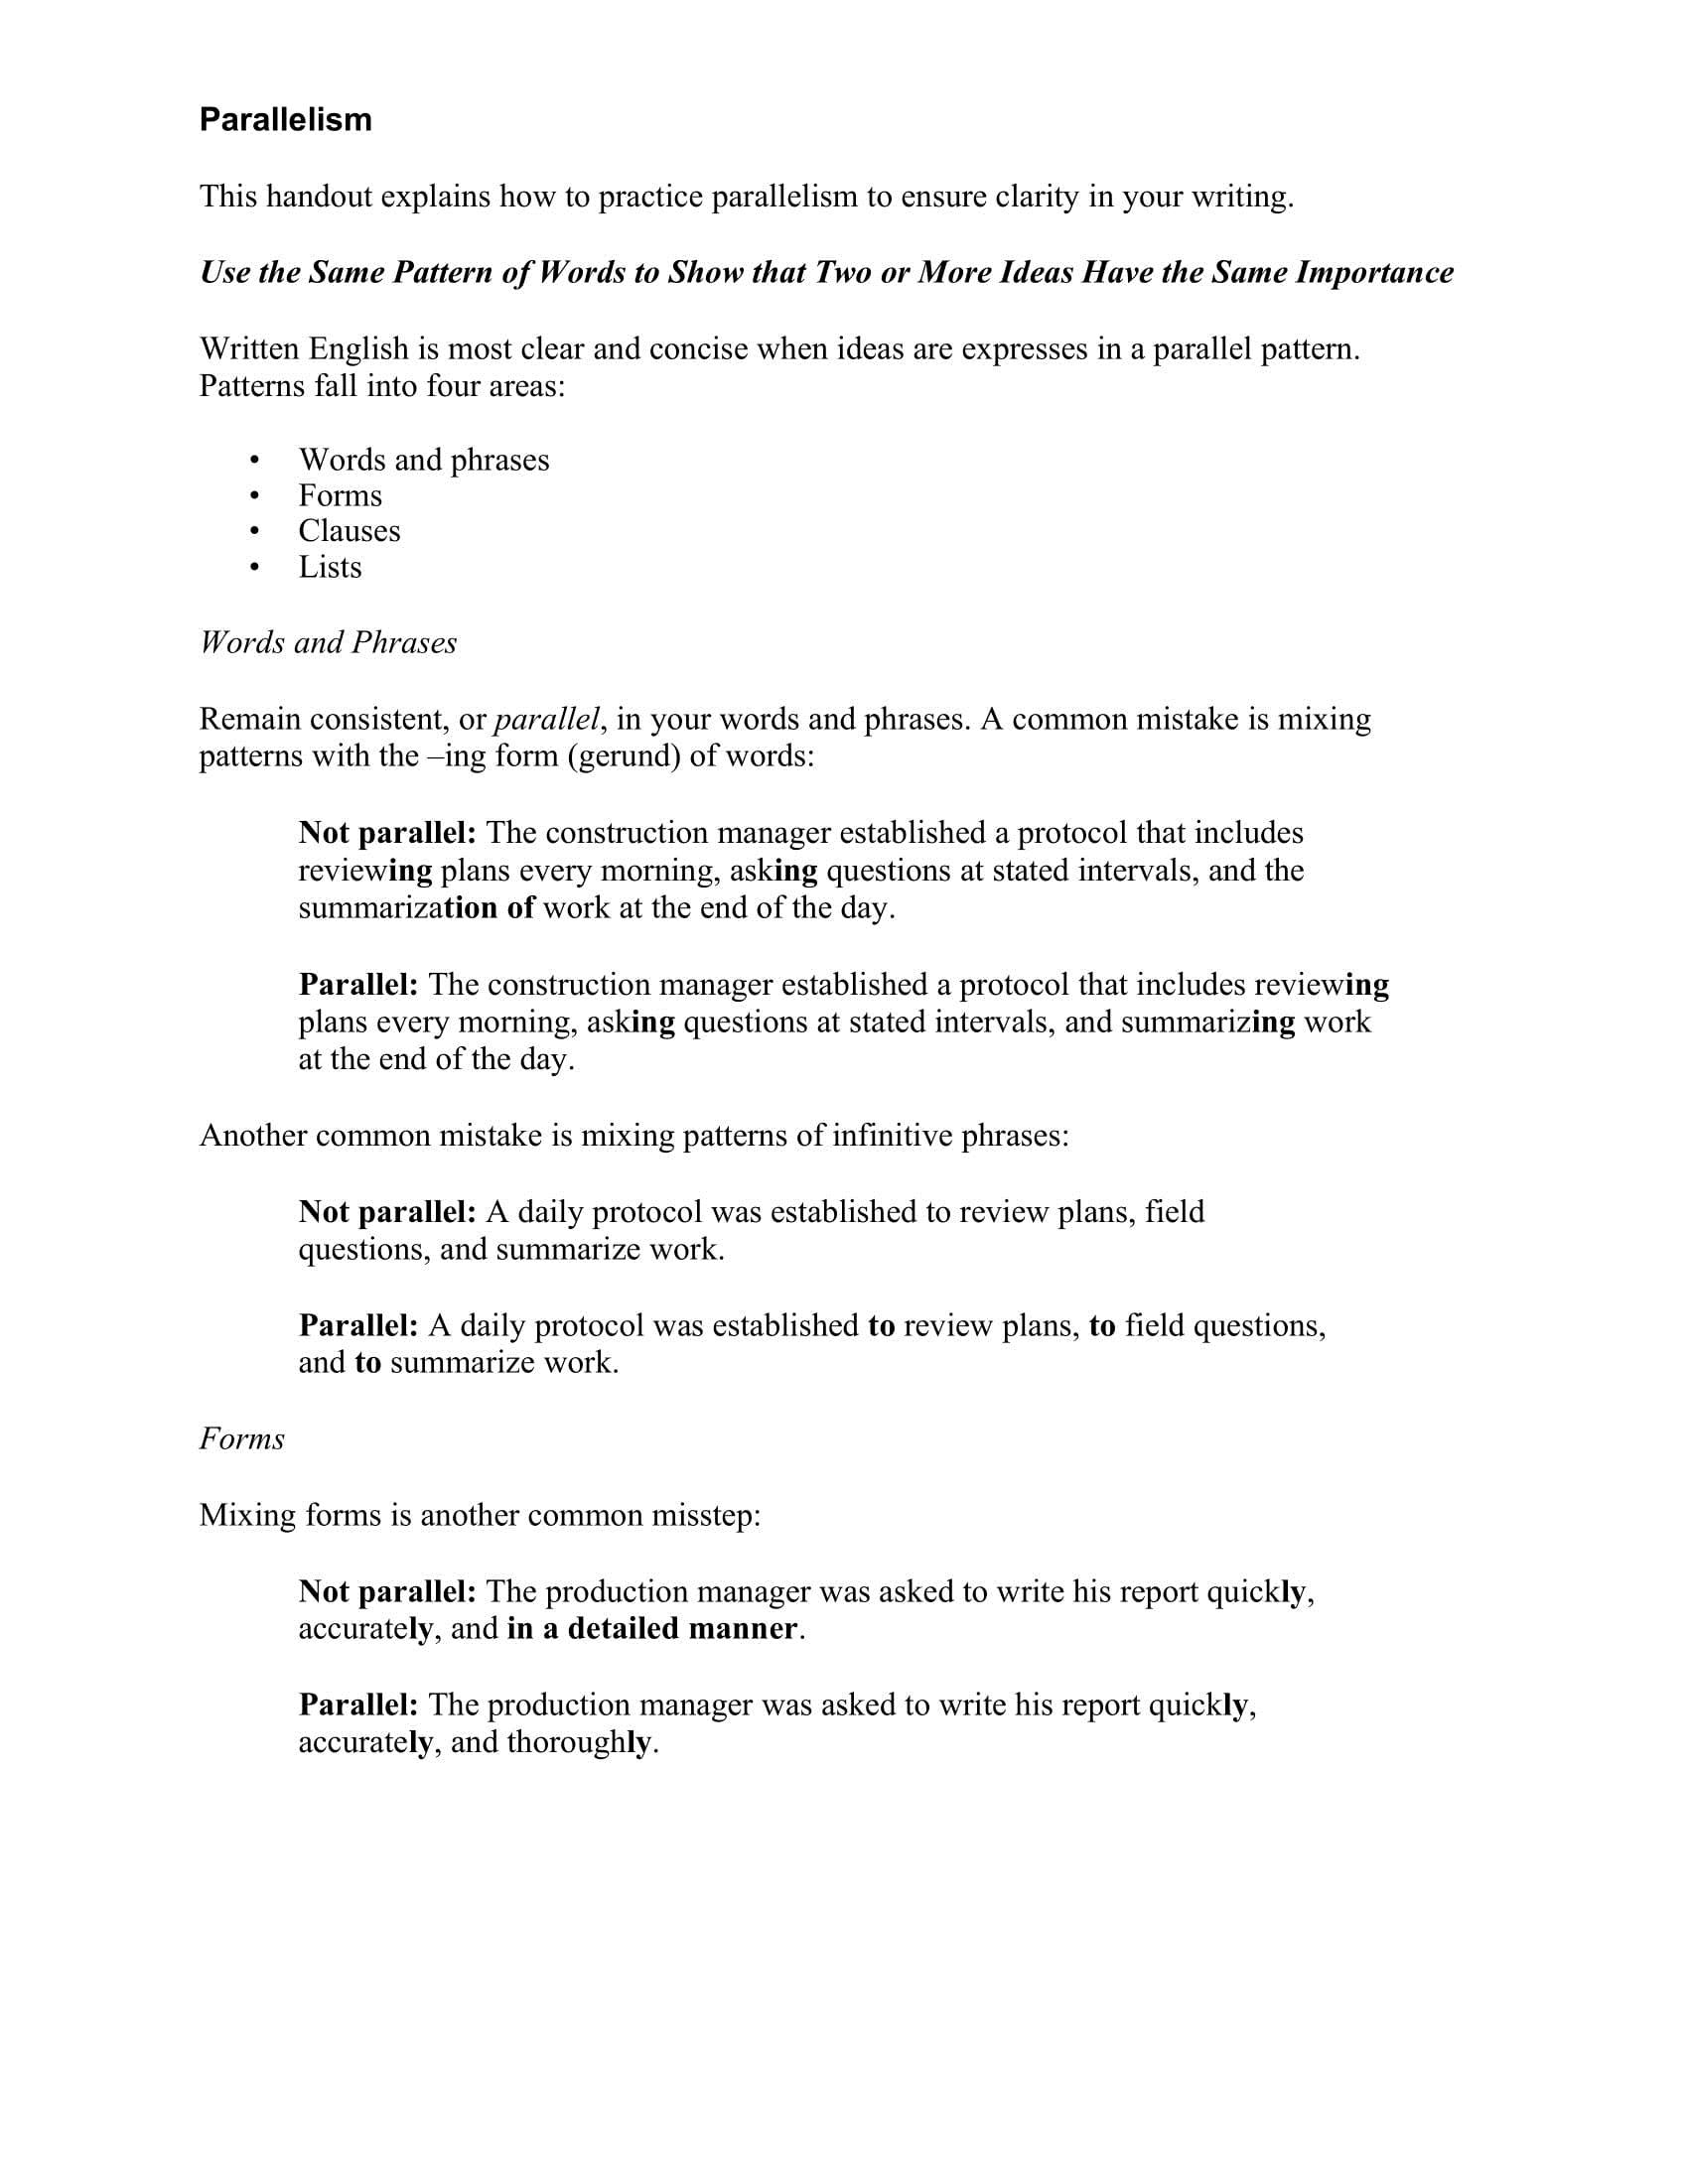 Parallelism
This handout explains how to practice parallelism to ensure clarity in your writing.
Use the Same Pattern of Words to Show that Two or More Ideas Have the Same Importance
Written English is most clear and concise when ideas are expresses in a parallel pattern.
Patterns fall into four areas:
• Words and phrases
• Forms
• Clauses
• Lists
Words and Phrases
Remain consistent, or parallel, in your words and phrases. A common mistake is mixing
patterns with the –ing form (gerund) of words:
Not parallel: The construction manager established a protocol that includes
reviewing plans every morning, asking questions at stated intervals, and the
summarization of work at the end of the day.
Parallel: The construction manager established a protocol that includes reviewing
plans every morning, asking questions at stated intervals, and summarizing work
at the end of the day.
Another common mistake is mixing patterns of infinitive phrases:
Not parallel: A daily protocol was established to review plans, field
questions, and summarize work.
Parallel: A daily protocol was established to review plans, to field questions,
and to summarize work.
Forms
Mixing forms is another common misstep:
Not parallel: The production manager was asked to write his report quickly,
accurately, and in a detailed manner.
Parallel: The production manager was asked to write his report quickly,
accurately, and thoroughly.